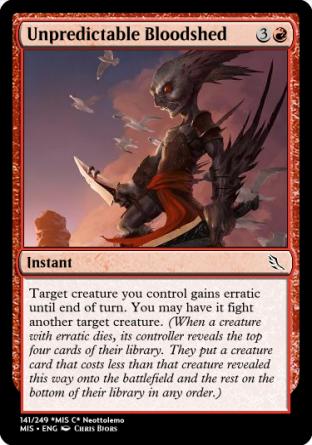 Unpredictable Bloodshed 3
Instant
Target creature you control gains erratic
until end of turn. You may have it fight
another target creature. (When a creature
with erratic dies, its controller reveals the top
four cards of their library. They put a creature
card that costs less than that creature revealed
this way onto the battlefield and the rest on the
bottom of their library in any order.)
141/249 *MIS C* Neottolemo
MIS • ENG Chris Bjors